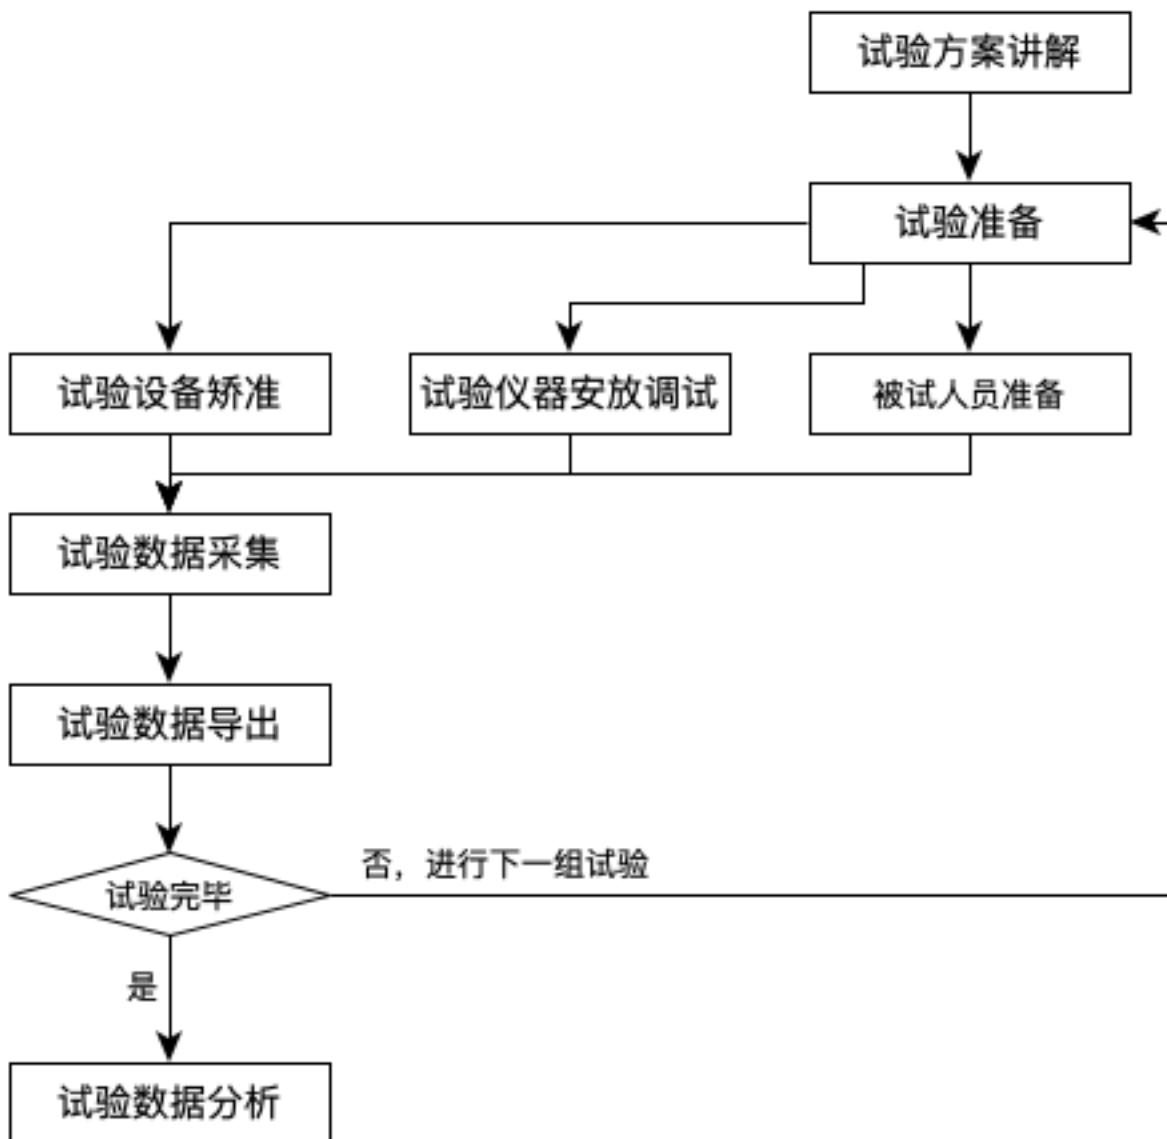 试验方案讲解
试验准备
试验设备矫准
试验仪器安放调试
被试人员准备
试验数据采集
试验数据导出
否，进行下一组试验
试验完毕
是
试验数据分析